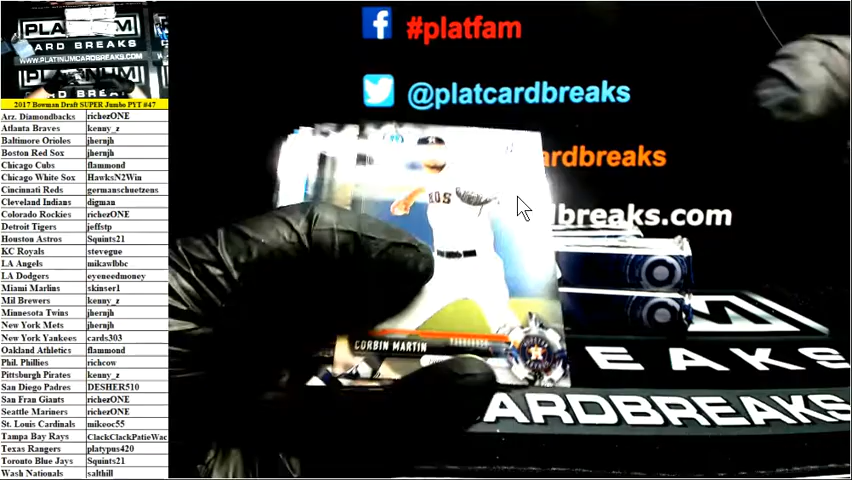 PLATINUM
CARD BREAKS
WWW.PLATINUMCARDBREAKS.COM
PLATINUM
2017 Bowman Draft SUPER Jumbo PYT #47
Arz. Diamondbacks richezONE
Atlanta Braves kenny_z
Baltimore Orioles jhernjh
Boston Red Sox jhernjh
Chicago Cubs flammond
Chicago White Sox HawksN2Win
Cincinnati Reds germanschuetzens
Cleveland Indians digman
Colorado Rockies richezONE
Detroit Tigers jeffstp
Houston Astros Squints21
KC Royals stevegue
LA Angels mikawlbbc
LA Dodgers eyeneedmoney
Miami Marlins skinser1
Mil Brewers kenny_z
Minnesota Twins jhernjh
New York Mets jhernjh
New York Yankees cards303
Oakland Athletics flammond
Phil. Phillies richcow
Pittsburgh Pirates kenny_z
San Diego Padres DESHER510
San Fran Giants richezONE
Seattle Mariners richezONE
St. Louis Cardinals mikeoc55
Tampa Bay Rays ClackClackPatieWac
Texas Rangers platypus420
Toronto Blue Jays Squints21
Wash Nationals salthill
#platfam
@platcardbreaks
ardbreaks
dbreaks.com
ROS
CORBIN MARTIN
EAKS
CARDBREAKS